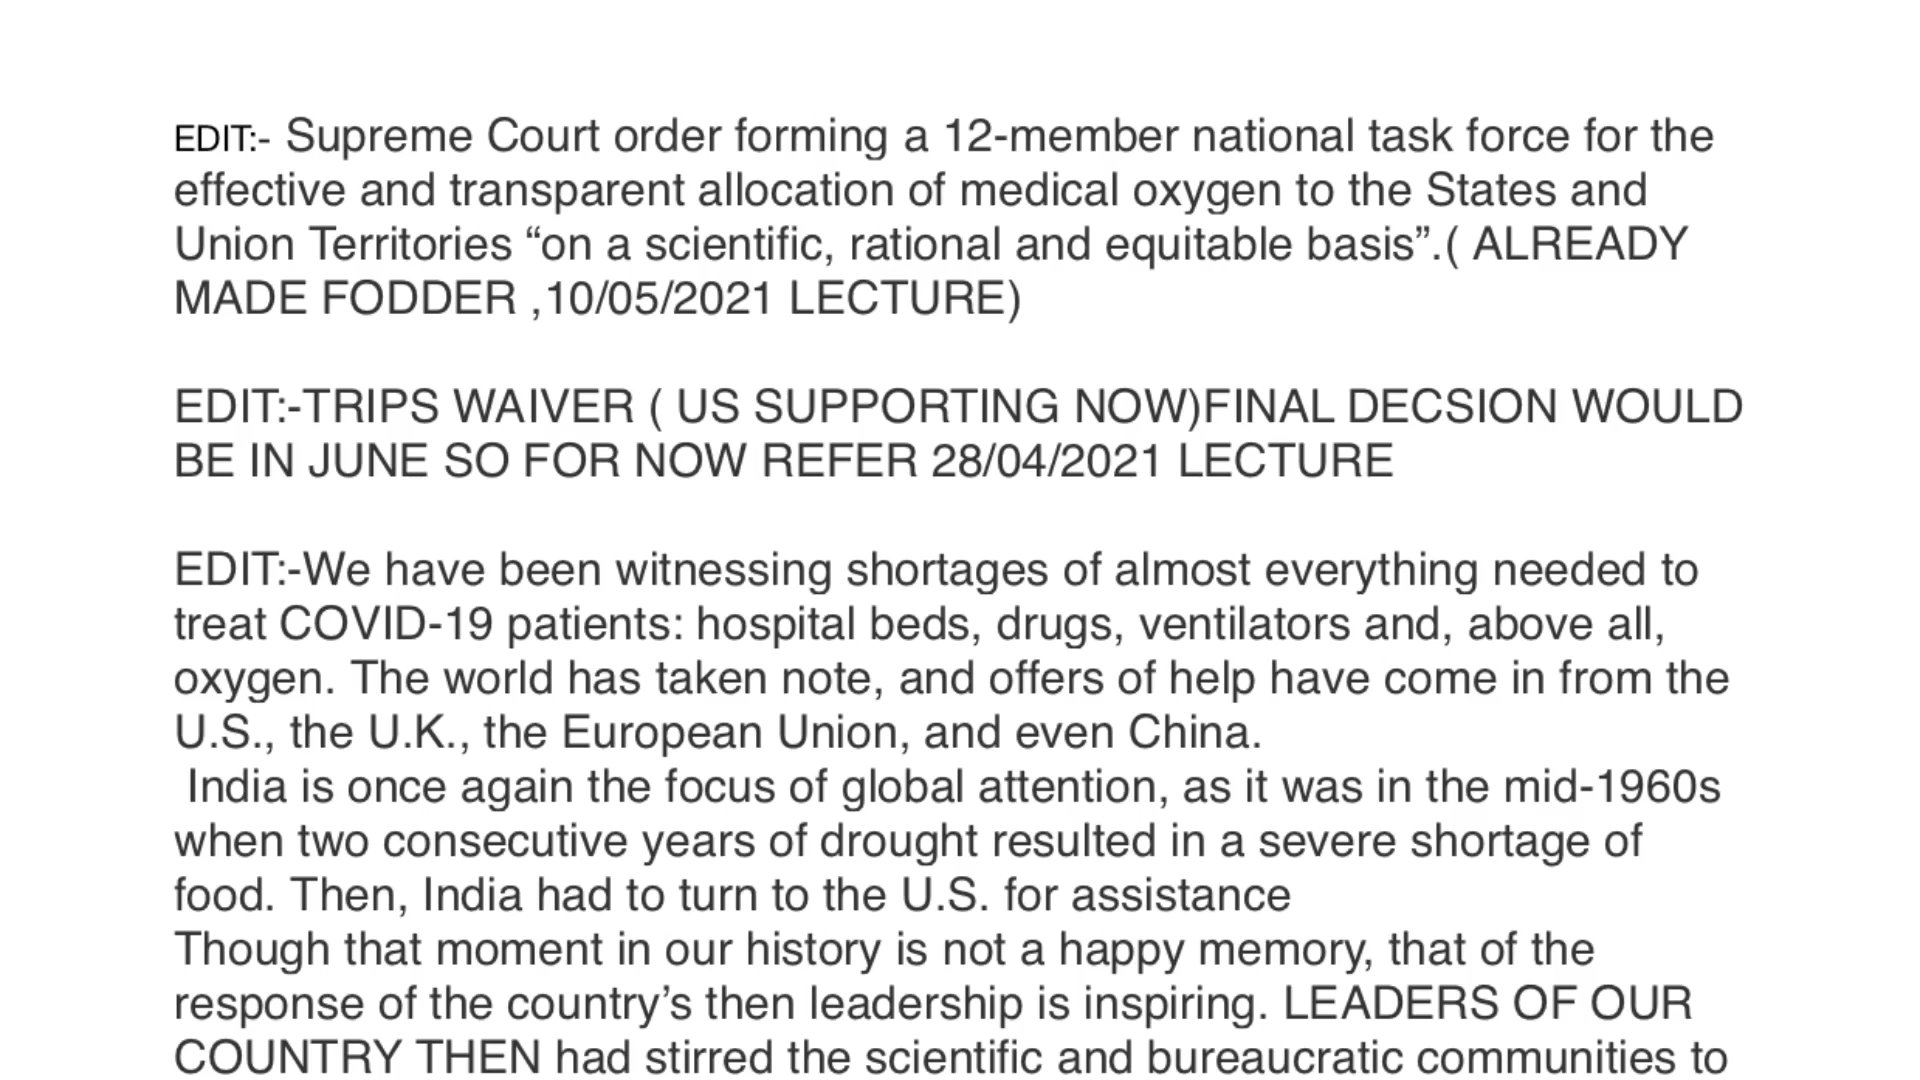 EDIT:- Supreme Court order forming a 12-member national task force for the
effective and transparent allocation of medical oxygen to the States and
Union Territories “on a scientific, rational and equitable basis”.( ALREADY
MADE FODDER ,10/05/2021 LECTURE)
EDIT:-TRIPS WAIVER ( US SUPPORTING NOW)FINAL DECSION WOULD
BE IN JUNE SO FOR NOW REFER 28/04/2021 LECTURE
EDIT:-We have been witnessing shortages of almost everything needed to
treat COVID-19 patients: hospital beds, drugs, ventilators and, above all,
oxygen. The world has taken note, and offers of help have come in from the
U.S., the U.K., the European Union, and even China.
India is once again the focus of global attention, as it was in the mid-1960s
when two consecutive years of drought resulted in a severe shortage of
food. Then, India had to turn to the U.S. for assistance
Though that moment in our history is not a happy memory, that of the
response of the country’s then leadership is inspiring. LEADERS OF OUR
COUNTRY THEN had stirred the scientific and bureaucratic communities to